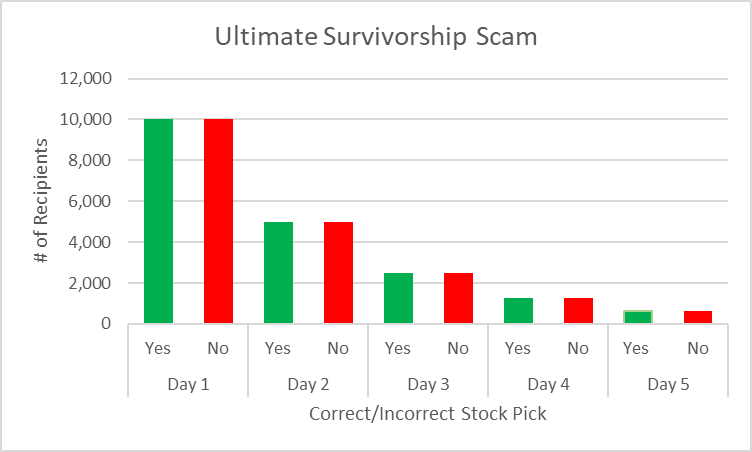 Ultimate Survivorship Scam
12,000
10,000
8,000
6,000
4,000
2,000
0
# of Recipients
Yes No Yes No Yes No Yes No Yes No
Day 1 Day 2 Day 3 Day 4 Day 5
Correct/Incorrect Stock Pick